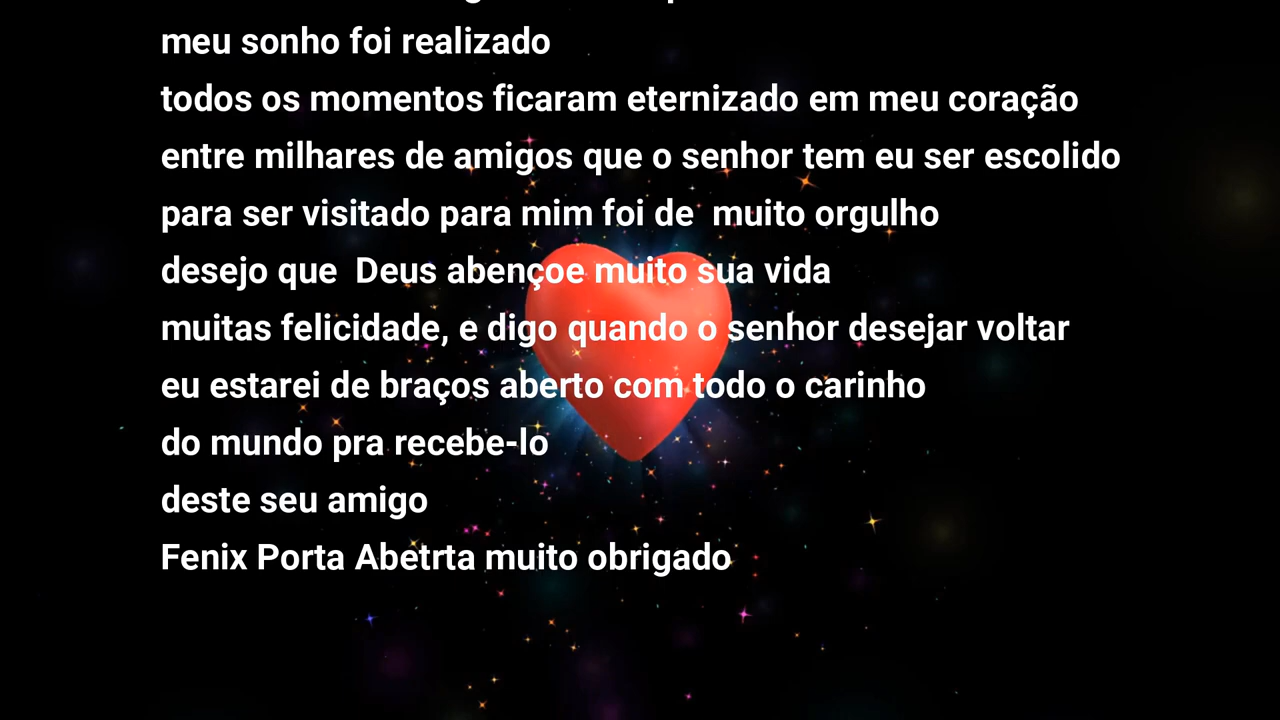 meu sonho foi realizado
todos os momentos ficaram eternizado em meu coração
entre milhares de amigos que o senhor tem eu ser escolido
para ser visitado para mim foi de  muito orgulho
desejo que  Deus abençoe muito sua vida
muitas felicidade, e digo quando o senhor desejar voltar
eu estarei de braços aberto com todo o carinho
do mundo pra recebe-lo
deste seu amigo
Fenix Porta Abetrta muito obrigado